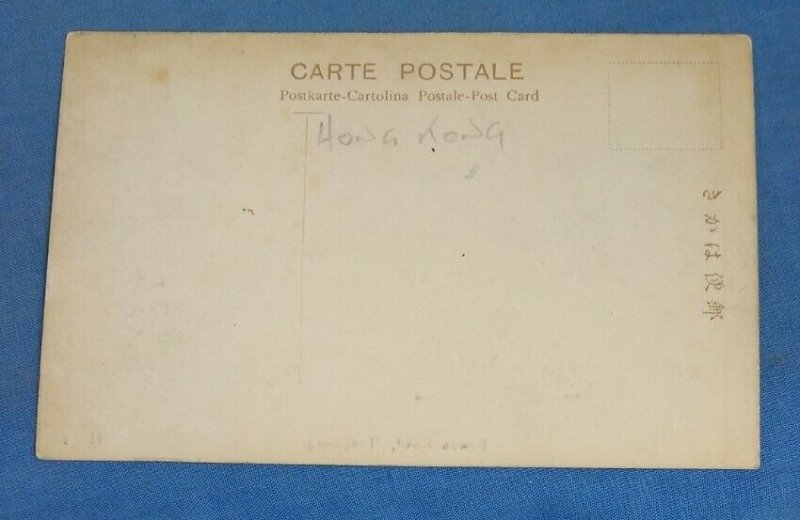 CARTE POSTALE
Postkarte-Cartolina Postale-Post Card
HONG KONG
きかは便郵